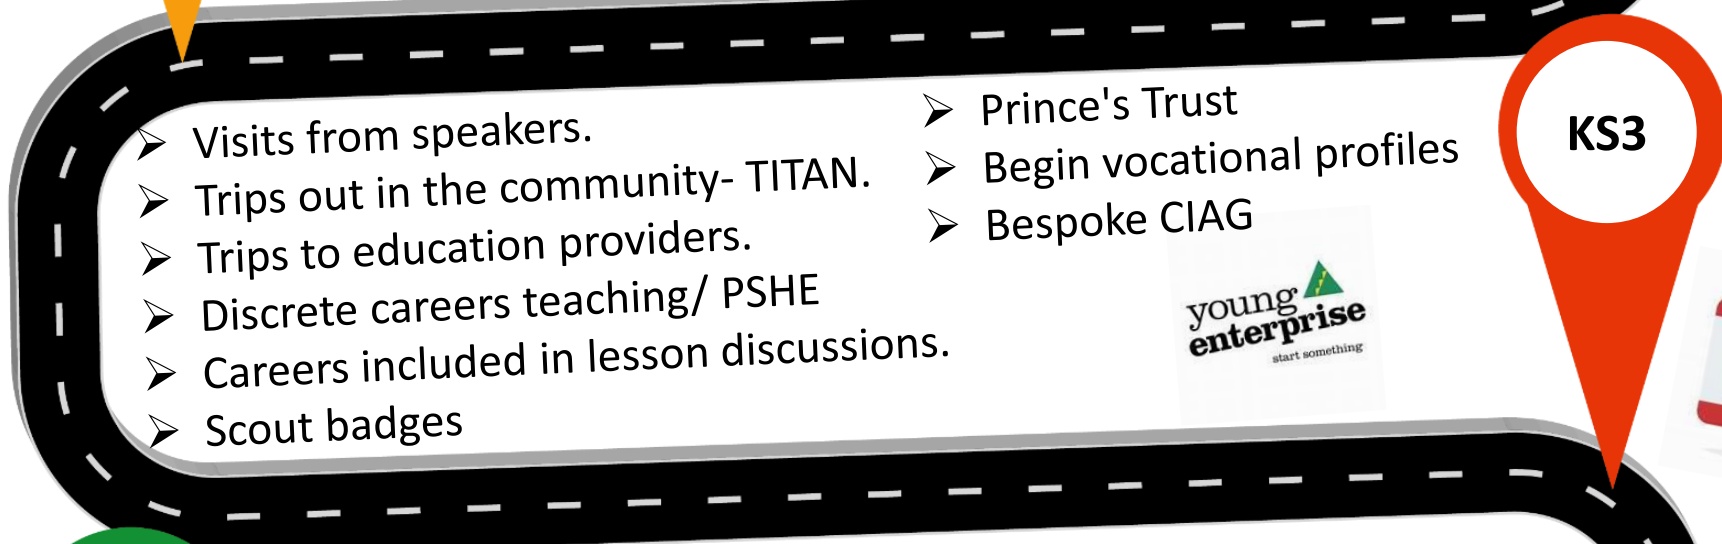 Visits from speakers.
Trips out in the community- TITAN.
Trips to education providers.
Discrete careers teaching/ PSHE
Careers included in lesson discussions.
Scout badges
Prince's Trust
Begin vocational profiles
Bespoke CIAG
young
enterprise
start something
KS3